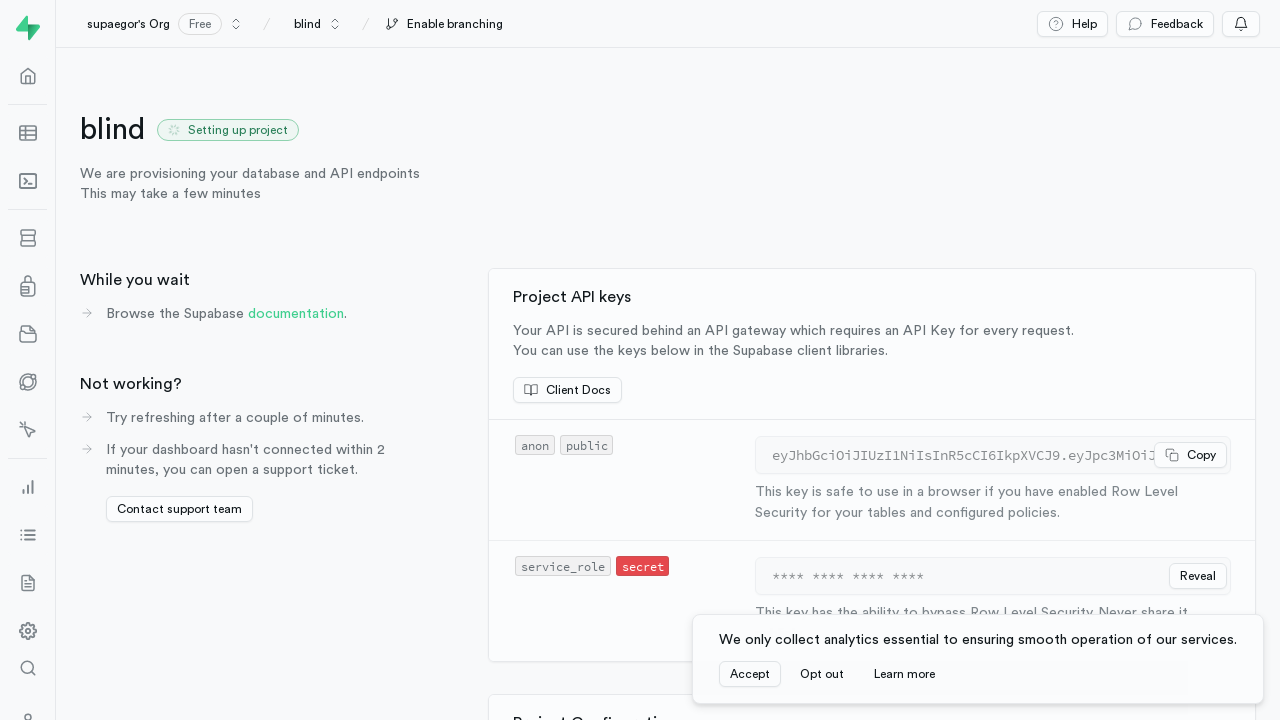 supaegor's Org Free / blind / Enable branching Help Feedback
blind Setting up project
We are provisioning your database and API endpoints
This may take a few minutes
While you wait
Browse the Supabase documentation.
Not working?
Try refreshing after a couple of minutes.
If your dashboard hasn't connected within 2
minutes, you can open a support ticket.
Contact support team
Project API keys
Your API is secured behind an API gateway which requires an API Key for every request.
You can use the keys below in the Supabase client libraries.
Client Docs
anon public
eyJhbGciOiJIUzI1NiIsInR5cCI6IkpXVCJ9.eyJpc3MiOiJ Copy
This key is safe to use in a browser if you have enabled Row Level
Security for your tables and configured policies.
service_role secret
**** **** **** **** Reveal
This key has the ability to bypass Row Level Security. Never share it
We only collect analytics essential to ensuring smooth operation of our services.
Accept Opt out Learn more